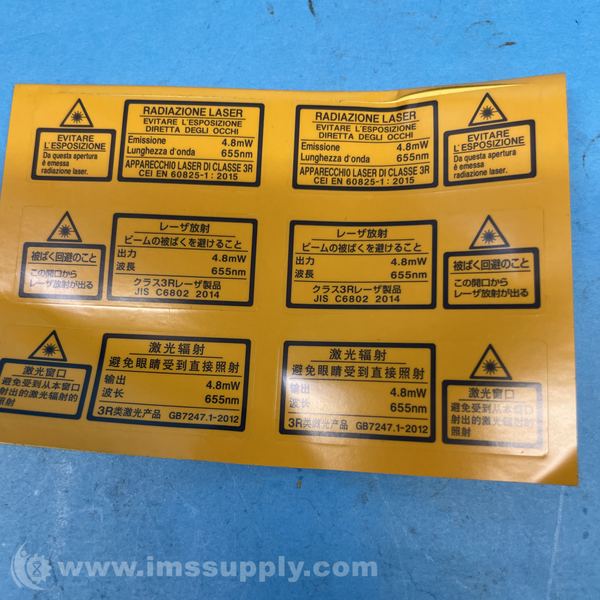 EVITARE
L'ESPOSIZIONE
Da questa apertura
è emessa
radiazione laser.
RADIAZIONE LASER
EVITARE L'ESPOSIZIONE
DIRETTA DEGLI OCCHI
Emissione 4.8mW
Lunghezza d'onda 655nm
APPARECCHIO LASER DI CLASSE 3R
CEI EN 60825-1 : 2015
RADIAZIONE LASER
EVITARE L'ESPOSIZIONE
DIRETTA DEGLI OCCHI
Emissione 4.8mW
Lunghezza d'onda 655nm
APPARECCHIO LASER DI CLASSE 3R
CEI EN 60825-1 : 2015
EVITARE
L'ESPOSIZIONE
Da questa apertura
è emessa
radiazione laser.
被ばく回避のこと
この開口から
レーザ放射が出る
レーザ放射
ビームの被ばくを避けること
出力 4.8mW
波長 655nm
クラス3Rレーザ製品
JIS C6802 2014
レーザ放射
ビームの被ばくを避けること
出力 4.8mW
波長 655nm
クラス3Rレーザ製品
JIS C6802 2014
被ばく回避のこと
この開口から
レーザ放射が出る
激光窗口
避免受到从本窗口
射出的激光辐射的
照射
激光辐射
避免眼睛受到直接照射
输出 4.8mW
波长 655nm
3R类激光产品 GB7247.1-2012
激光辐射
避免眼睛受到直接照射
输出 4.8mW
波长 655nm
3R类激光产品 GB7247.1-2012
激光窗口
避免受到从本窗口
射出的激光辐射的
照射
www.imssupply.com